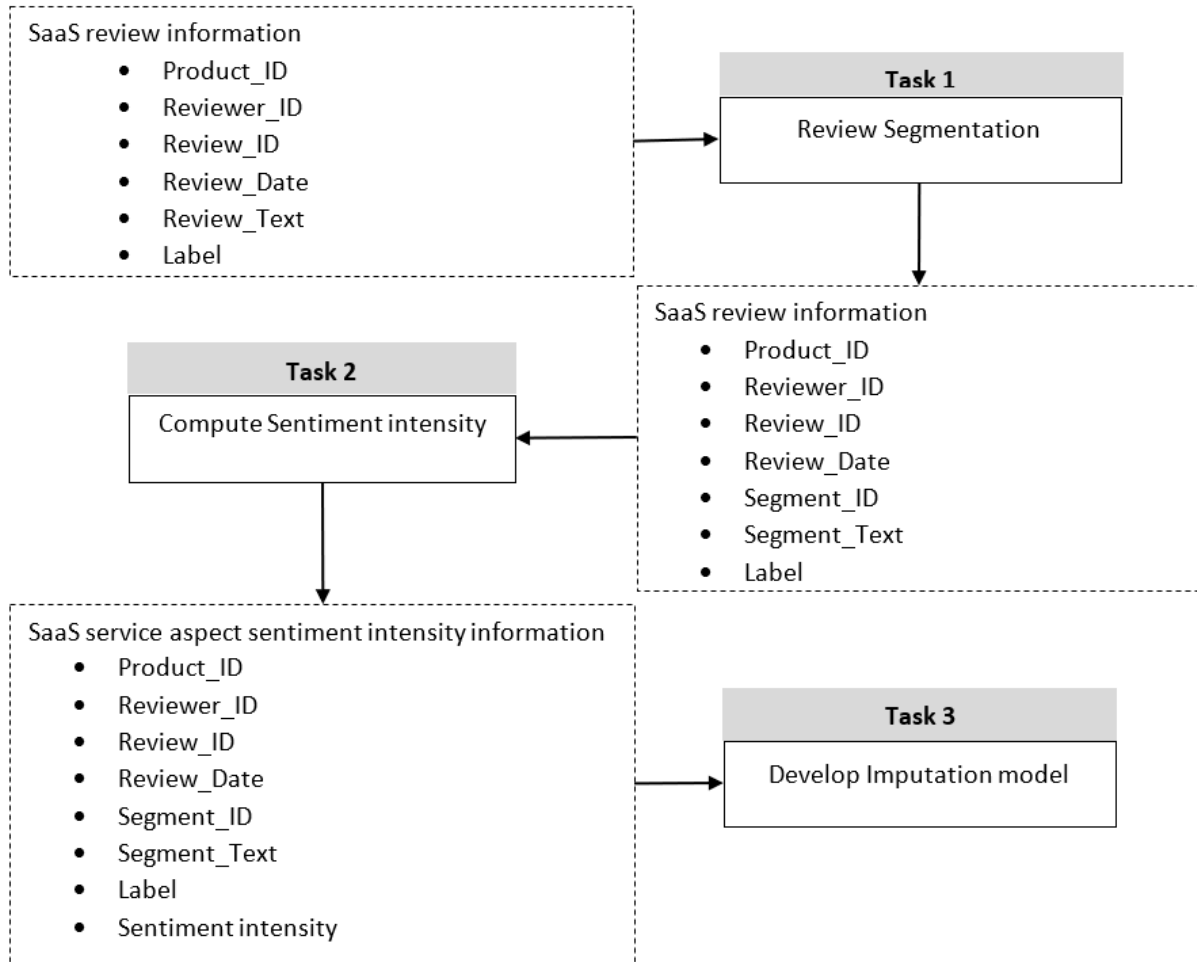 SaaS review information
• Product_ID
• Reviewer_ID
• Review_ID
• Review_Date
• Review_Text
• Label
Task 1
Review Segmentation
SaaS review information
• Product_ID
• Reviewer_ID
• Review_ID
• Review_Date
• Segment_ID
• Segment_Text
• Label
Task 2
Compute Sentiment intensity
SaaS service aspect sentiment intensity information
• Product_ID
• Reviewer_ID
• Review_ID
• Review_Date
• Segment_ID
• Segment_Text
• Label
• Sentiment intensity
Task 3
Develop Imputation model